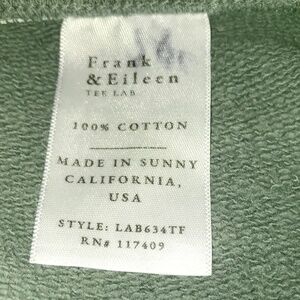 Frank
& Eileen
TEE LAB
100% COTTON
MADE IN SUNNY
CALIFORNIA,
USA
STYLE: LAB634TF
RN# 117409